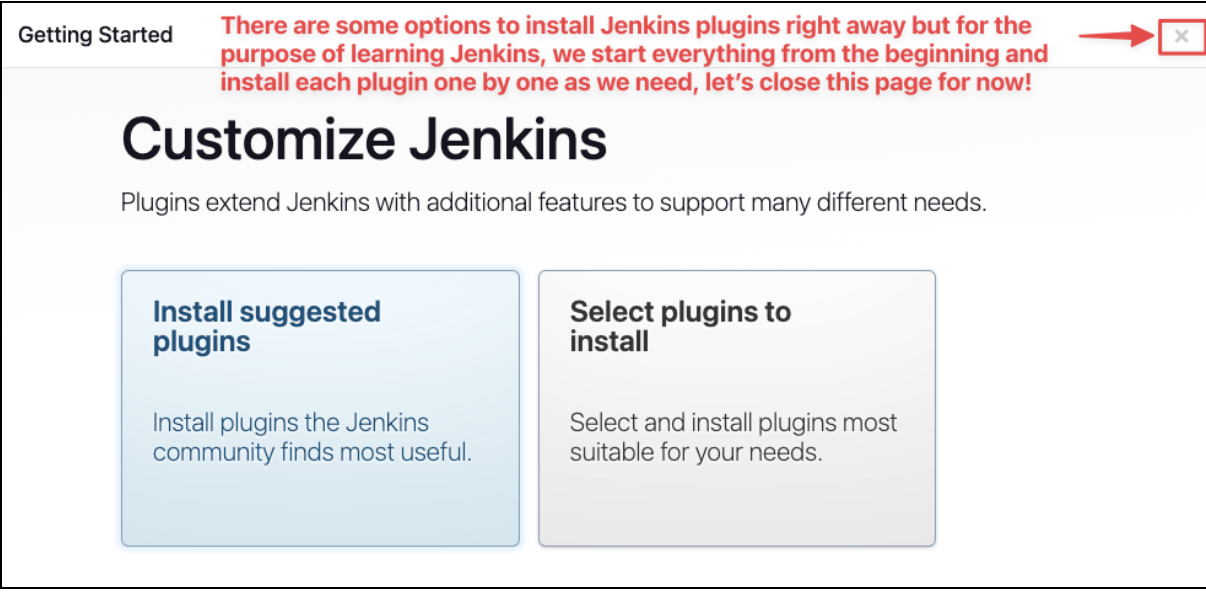 Getting Started
There are some options to install Jenkins plugins right away but for the
purpose of learning Jenkins, we start everything from the beginning and
install each plugin one by one as we need, let's close this page for now!
×
Customize Jenkins
Plugins extend Jenkins with additional features to support many different needs.
Install suggested
plugins
Install plugins the Jenkins
community finds most useful.
Select plugins to
install
Select and install plugins most
suitable for your needs.